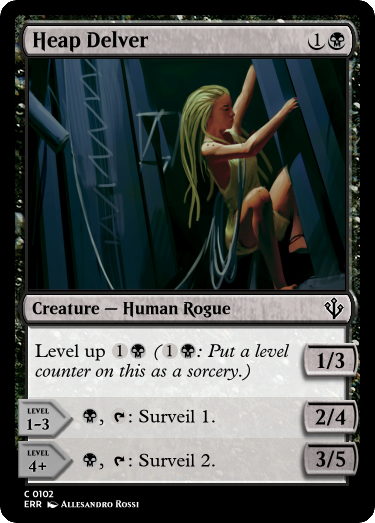 Heap Delver 1
Creature — Human Rogue
Level up 1 ( 1 : Put a level
counter on this as a sorcery.)
1/3
LEVEL
1-3
, : Surveil 1.
2/4
LEVEL
4+
, : Surveil 2.
3/5
C 0102
ERR Allesandro Rossi